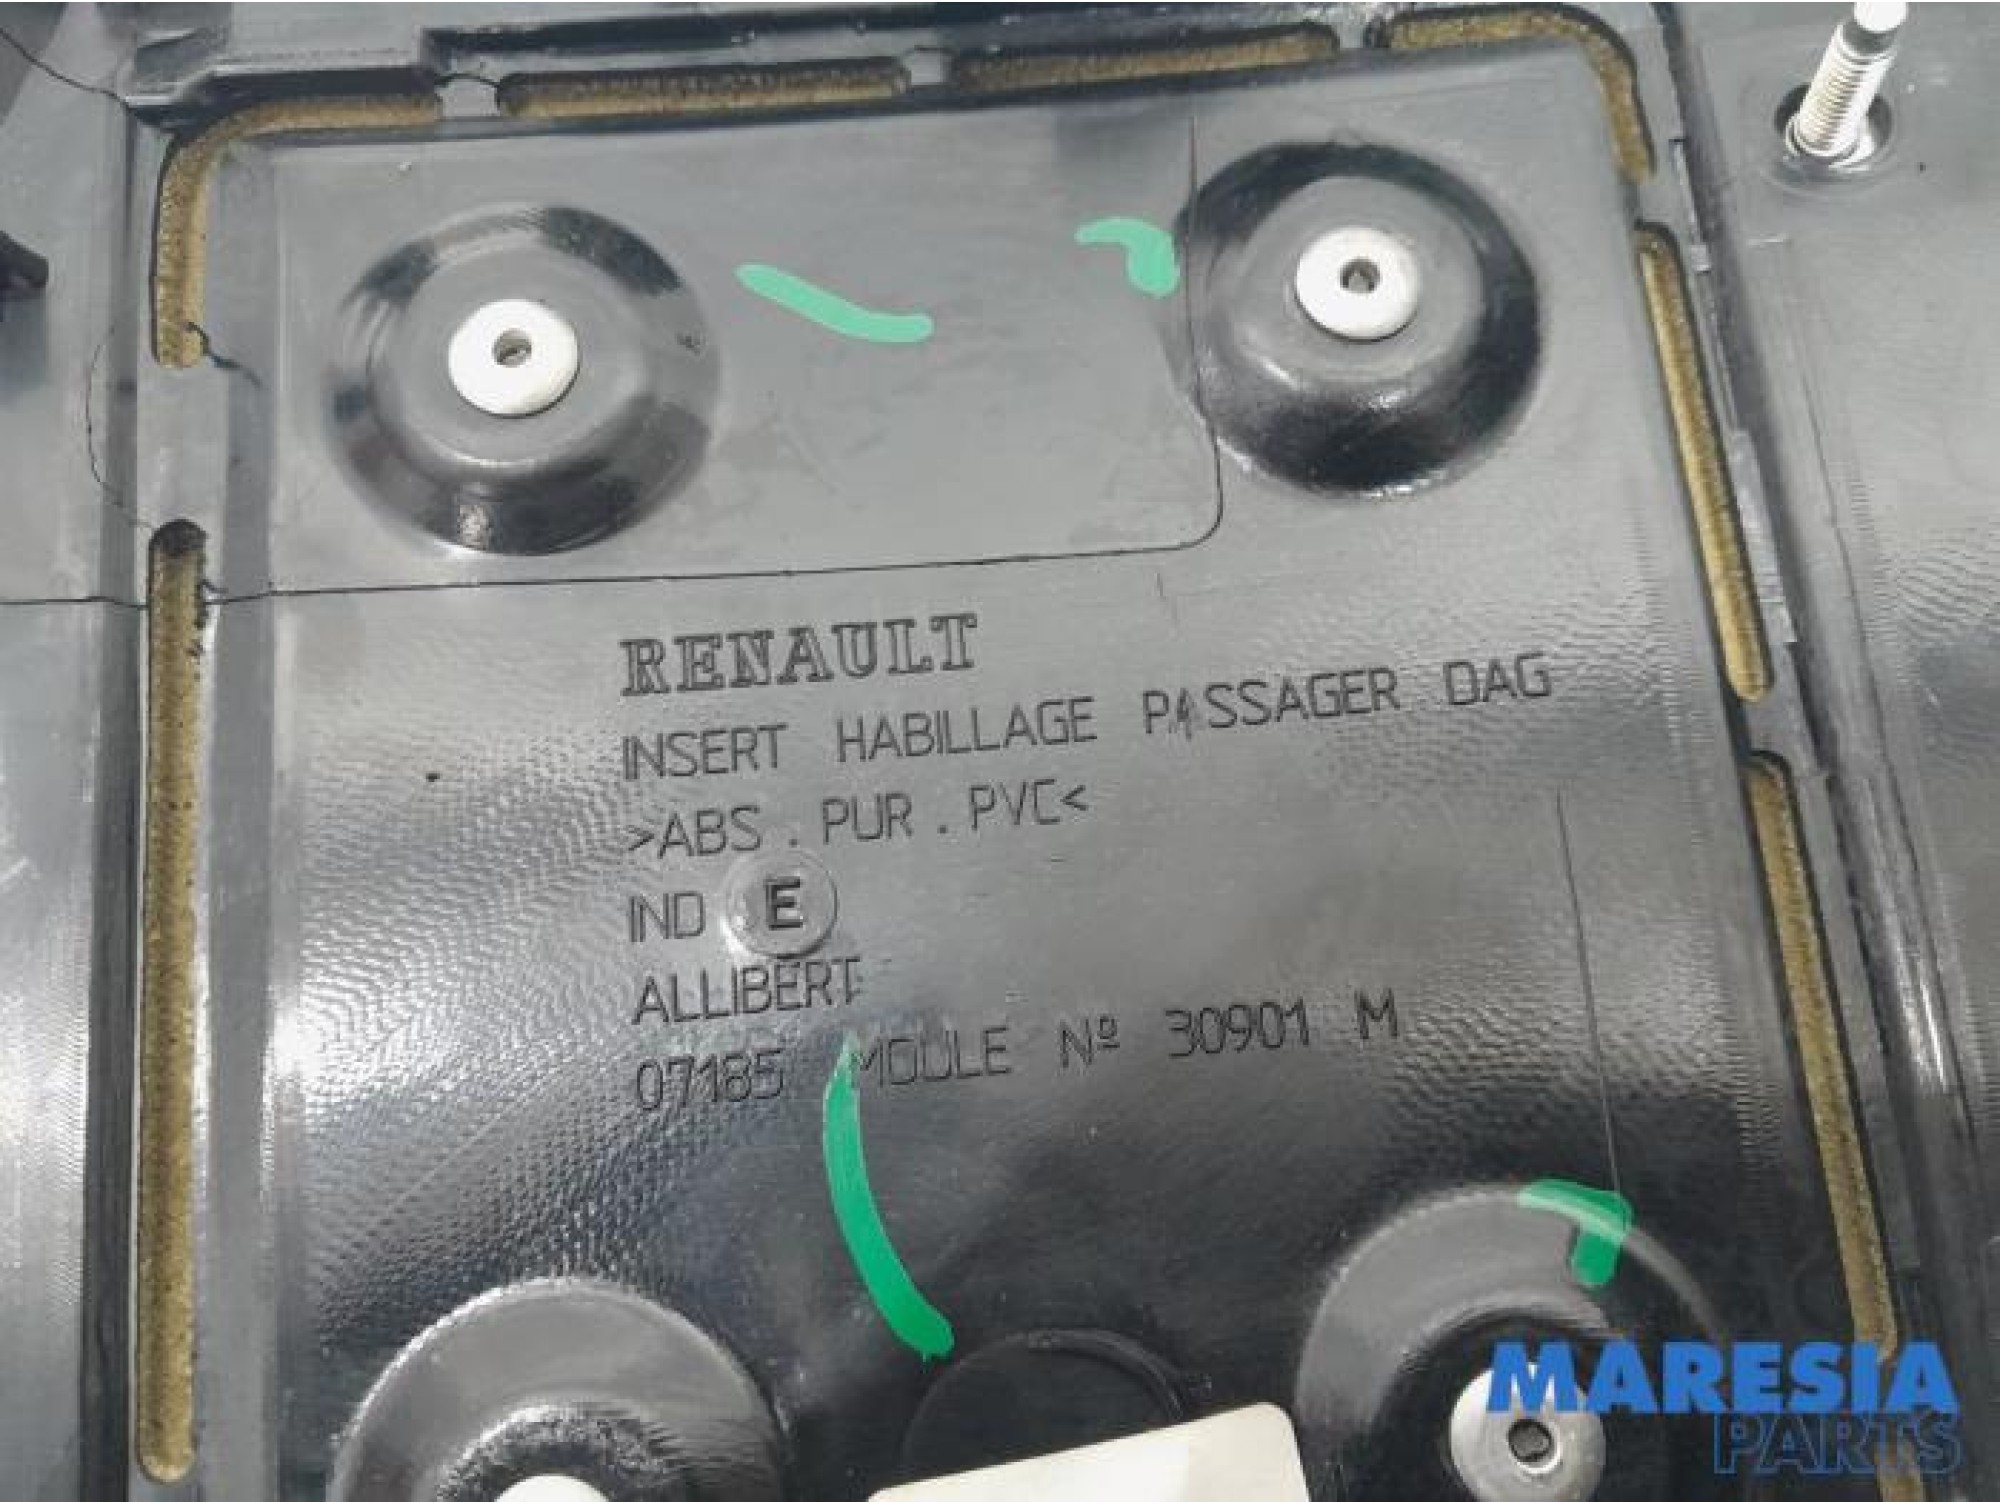 RENAULT
INSERT HABILLAGE PASSAGER DAG
>ABS . PUR . PVC<
IND E
ALLIBERT
07185 MOULE Nº 30901 M
MARESIA
PARTS